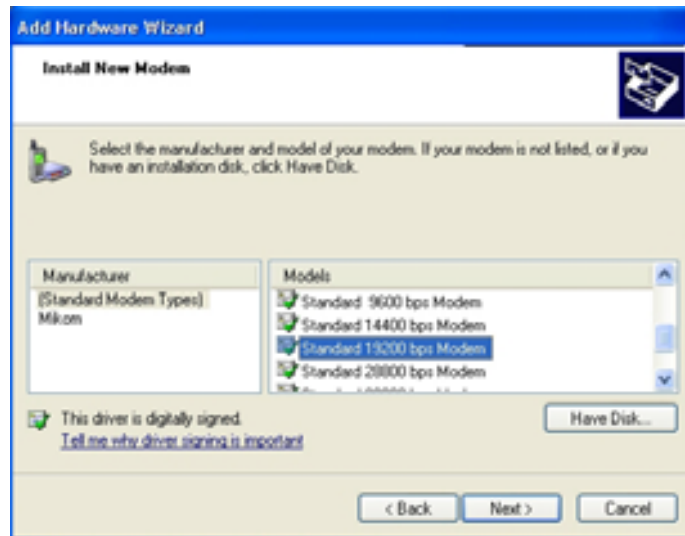 Add Hardware Wizard
Install New Modem
Select the manufacturer and model of your modem. If your modem is not listed, or if you
have an installation disk, click Have Disk.
Manufacturer
(Standard Modem Types)
Mikom
Models
Standard 9600 bps Modem
Standard 14400 bps Modem
Standard 19200 bps Modem
Standard 28800 bps Modem
This driver is digitally signed.
Tell me why driver signing is important
Have Disk...
< Back
Next >
Cancel